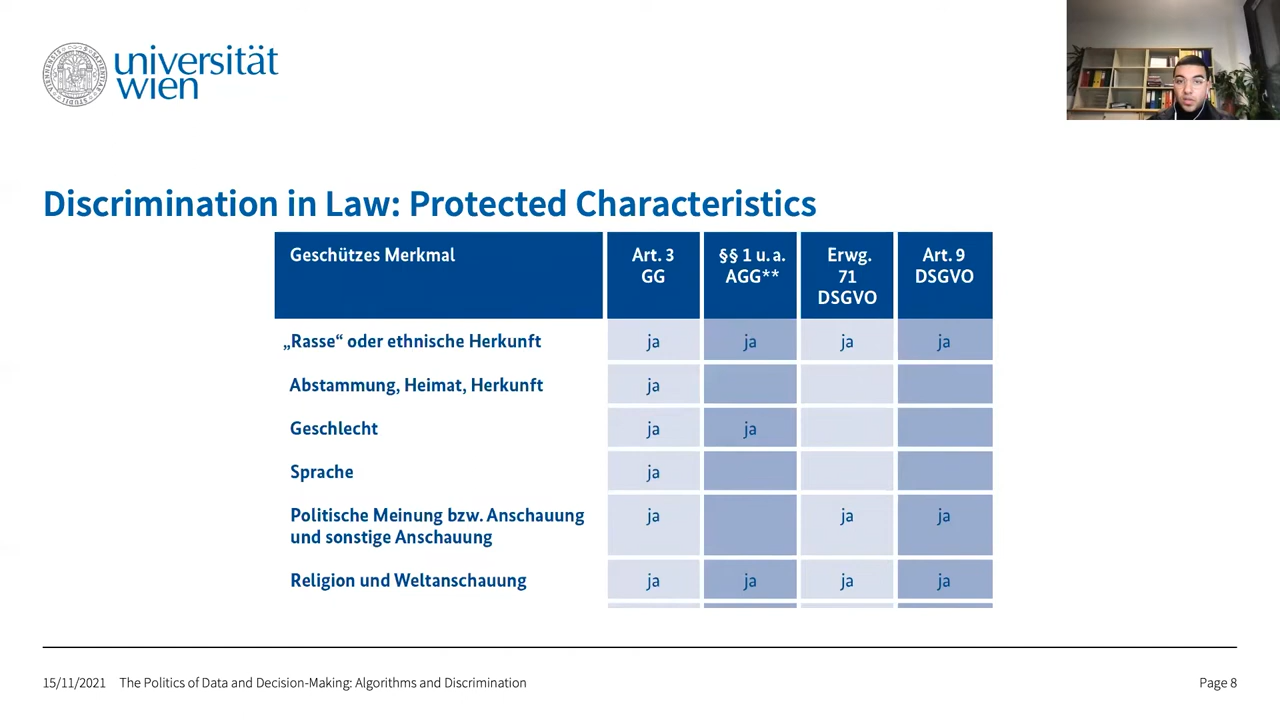 universität
wien
Discrimination in Law: Protected Characteristics
Geschützes Merkmal
Art. 3
GG
§§ 1 u. a.
AGG**
Erwg.
71
DSGVO
Art. 9
DSGVO
„Rasse“ oder ethnische Herkunft ja ja ja ja
Abstammung, Heimat, Herkunft ja
Geschlecht ja ja
Sprache ja
Politische Meinung bzw. Anschauung ja ja ja
und sonstige Anschauung
Religion und Weltanschauung ja ja ja ja
15/11/2021 The Politics of Data and Decision-Making: Algorithms and Discrimination Page 8